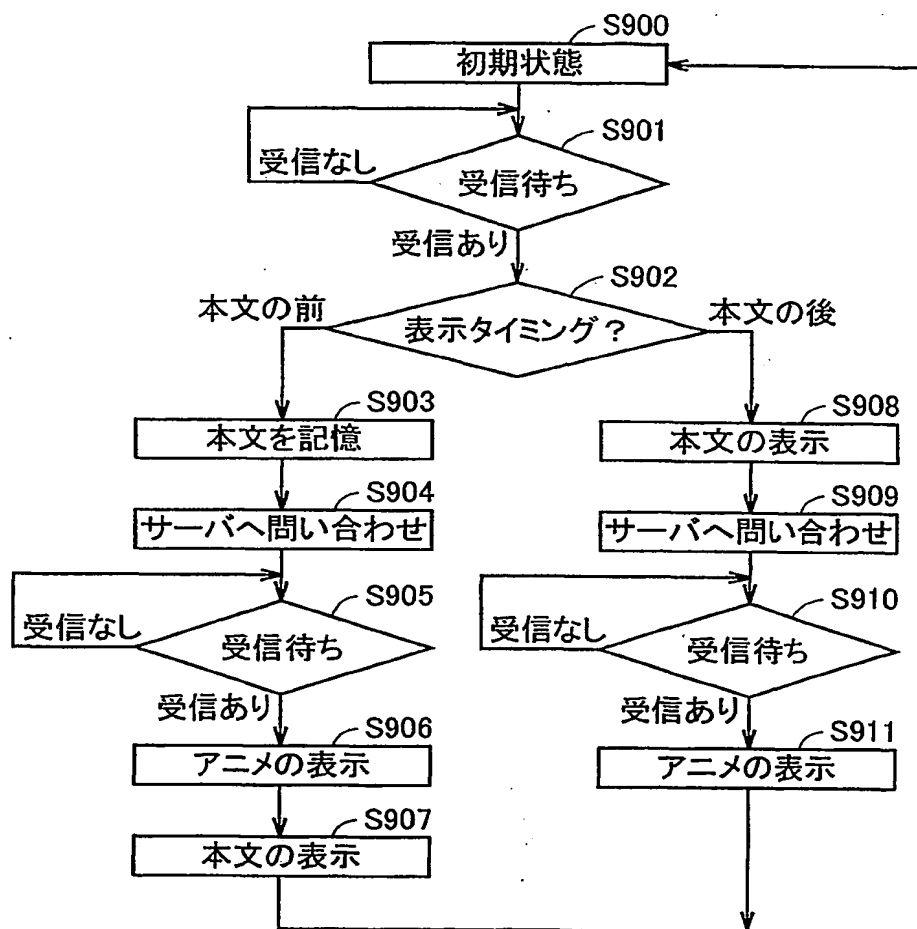 S900
初期状態
S901
受信なし
受信待ち
受信あり
S902
本文の前
表示タイミング?
本文の後
S903
本文を記憶
S904
サーバへ問い合わせ
S905
受信なし
受信待ち
受信あり
S906
アニメの表示
S907
本文の表示
S908
本文の表示
S909
サーバへ問い合わせ
S910
受信なし
受信待ち
受信あり
S911
アニメの表示